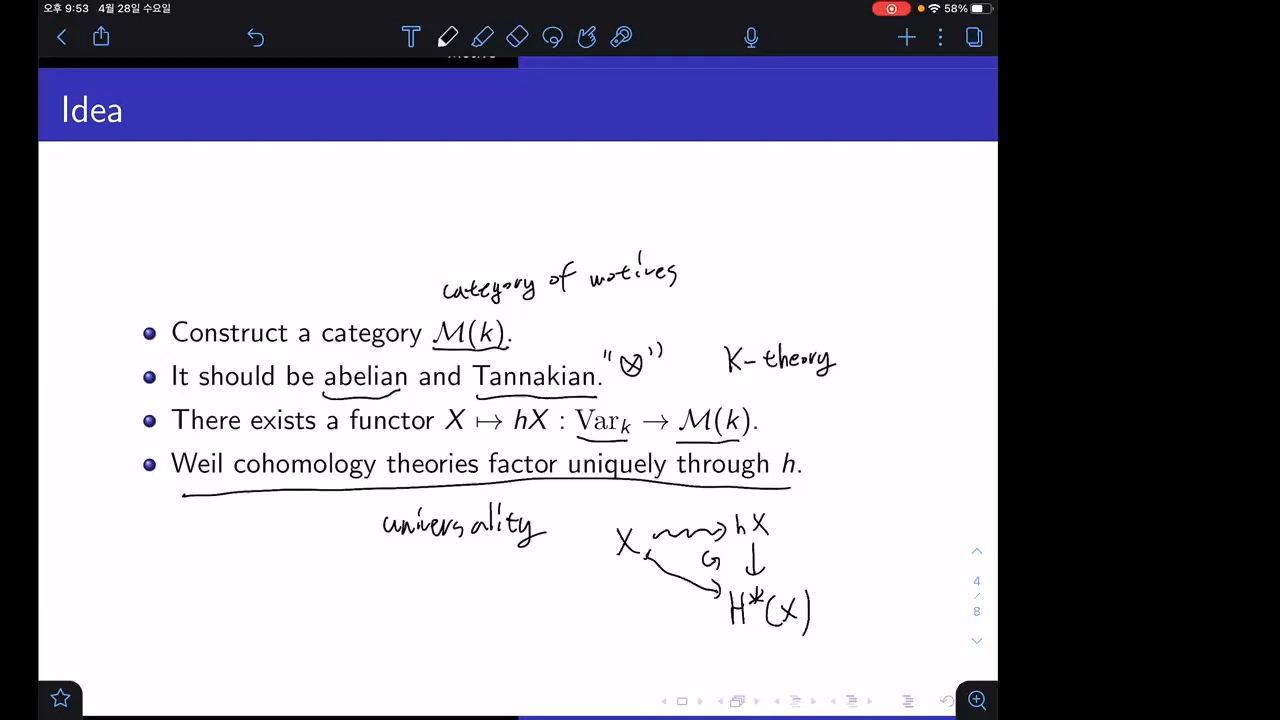 오후 9:53 4월 28일 수요일
58%
Idea
category of motives
Construct a category M(k).
It should be abelian and Tannakian. "⊗" K-theory
There exists a functor X ↦ hX : Var_k → M(k).
Weil cohomology theories factor uniquely through h.
universality
X hX
H*(X)
4
/
8